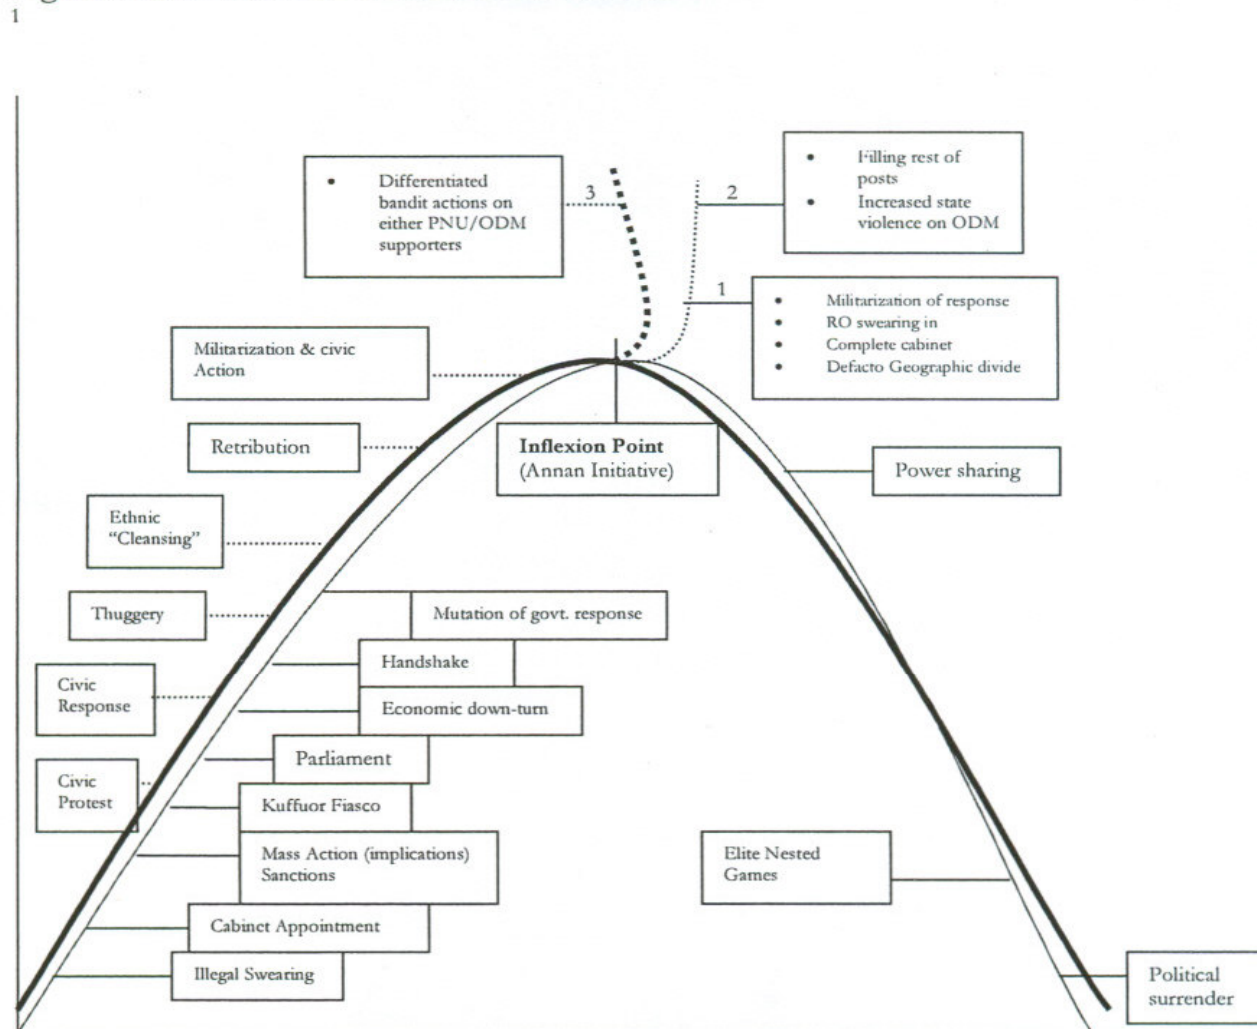 1
• Differentiated
bandit actions on
either PNU/ODM
supporters
3
2
• Filling rest of
posts
• Increased state
violence on ODM
1
• Militarization of response
• RO swearing in
• Complete cabinet
• Defacto Geographic divide
Militarization & civic
Action
Retribution
Inflexion Point
(Annan Initiative)
Power sharing
Ethnic
“Cleansing”
Thuggery
Mutation of govt. response
Handshake
Civic
Response
Economic down-turn
Parliament
Civic
Protest
Kuffuor Fiasco
Mass Action (implications)
Sanctions
Elite Nested
Games
Cabinet Appointment
Illegal Swearing
Political
surrender